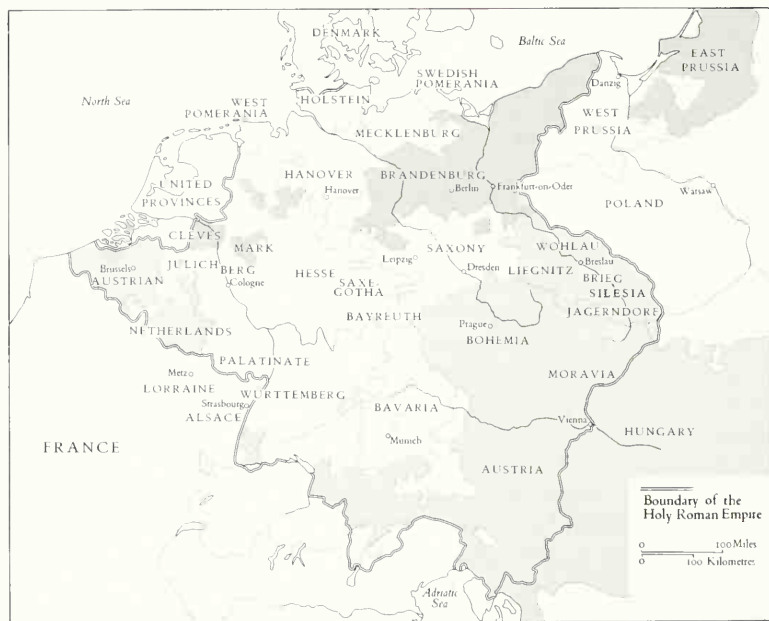 DENMARK
Baltic Sea
EAST
PRUSSIA
North Sea
SWEDISH
POMERANIA
Danzig
WEST
POMERANIA
HOLSTEIN
WEST
PRUSSIA
MECKLENBURG
HANOVER
Hanover
BRANDENBURG
Berlin
Frankfurt-on-Oder
UNITED
PROVINCES
POLAND
Warsaw
CLEVES
MARK
SAXONY
WOHLAU
Leipzig
Dresden
Breslau
JULICH
BERG
Cologne
HESSE
SAXE-
GOTHA
LIEGNITZ
BRIEG
SILESIA
JAGERNDORF
Brussels
AUSTRIAN
NETHERLANDS
BAYREUTH
Prague
BOHEMIA
PALATINATE
Metz
LORRAINE
MORAVIA
WURTTEMBERG
Strasbourg
ALSACE
BAVARIA
Vienna
HUNGARY
FRANCE
Munich
AUSTRIA
Boundary of the
Holy Roman Empire
0 100 Miles
0 100 Kilometres
Adriatic
Sea